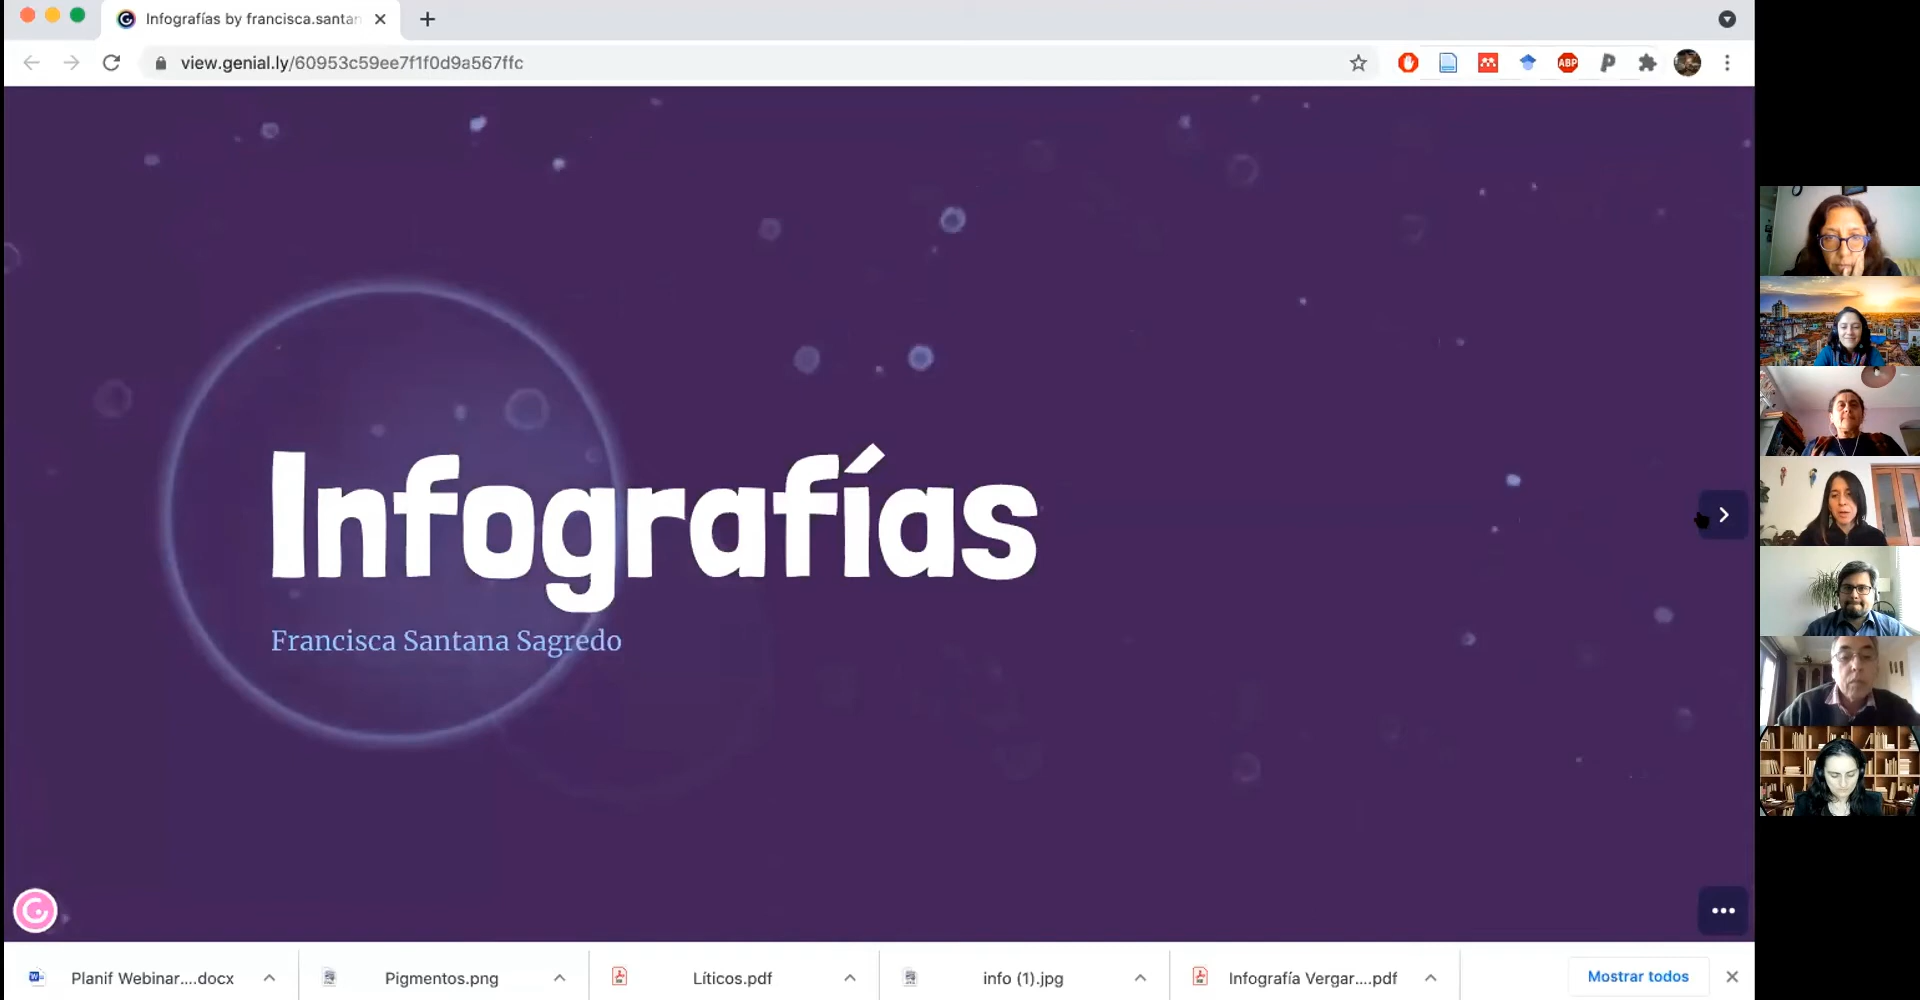 Infografías by francisca.santan
view.genial.ly/60953c59ee7f1f0d9a567ffc
ABP
Infografías
Francisca Santana Sagredo
Planif Webinar....docx
Pigmentos.png
Líticos.pdf
info (1).jpg
Infografía Vergar....pdf
Mostrar todos